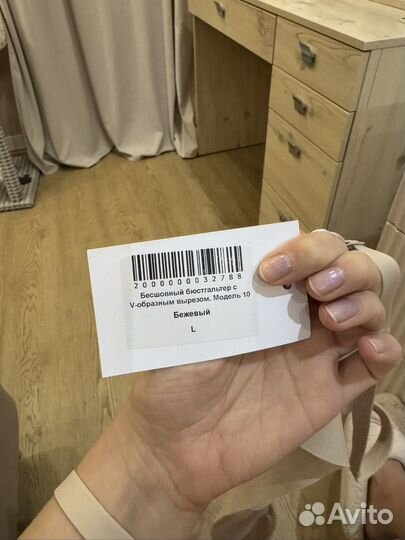 2000000032788
Бесшовный бюстгальтер с
V-образным вырезом. Модель 10
Бежевый
L
Avito